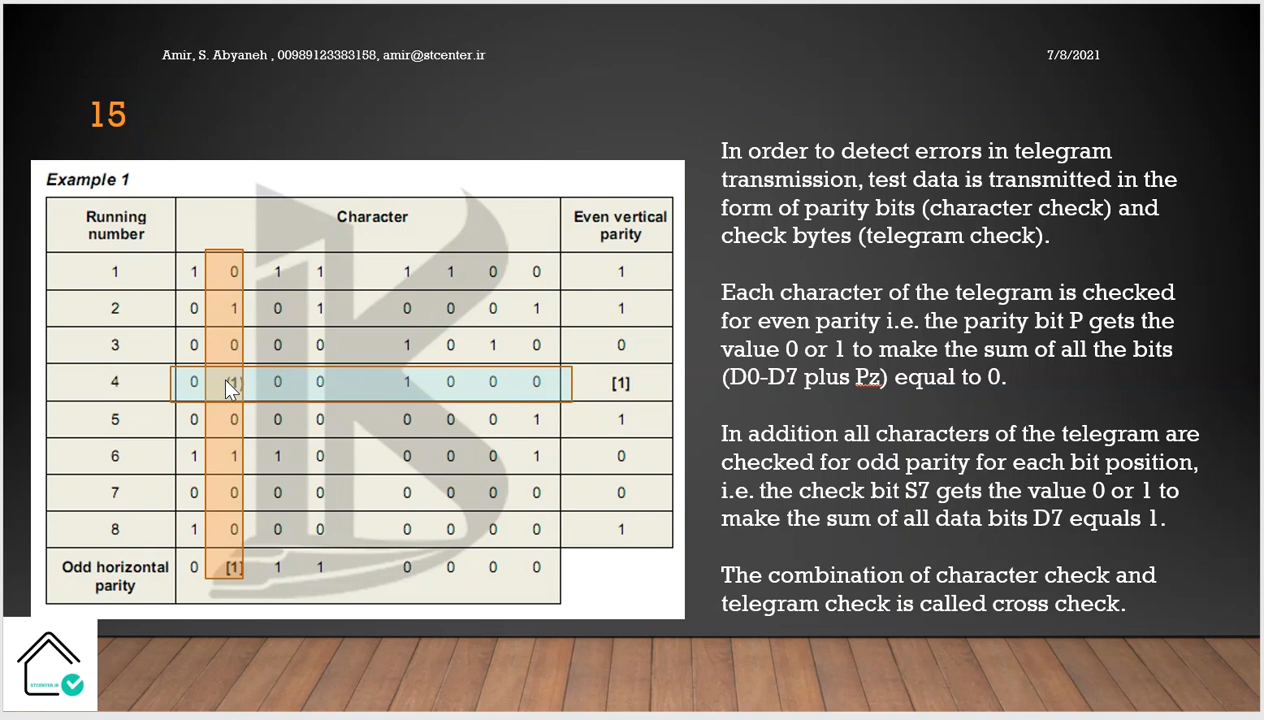 Amir, S. Abyaneh , 00989123383158, amir@stcenter.ir
7/8/2021
15
Example 1
Running number Character Even vertical parity
1 1 0 1 1 1 1 0 0 1
2 0 1 0 1 0 0 0 1 1
3 0 0 0 0 1 0 1 0 0
4 0 (1) 0 0 1 0 0 0 [1]
5 0 0 0 0 0 0 0 1 1
6 1 1 1 0 0 0 0 1 0
7 0 0 0 0 0 0 0 0 0
8 1 0 0 0 0 0 0 0 1
Odd horizontal parity 0 [1] 1 1 0 0 0 0
In order to detect errors in telegram
transmission, test data is transmitted in the
form of parity bits (character check) and
check bytes (telegram check).
Each character of the telegram is checked
for even parity i.e. the parity bit P gets the
value 0 or 1 to make the sum of all the bits
(D0-D7 plus Pz) equal to 0.
In addition all characters of the telegram are
checked for odd parity for each bit position,
i.e. the check bit S7 gets the value 0 or 1 to
make the sum of all data bits D7 equals 1.
The combination of character check and
telegram check is called cross check.
STCENTER.IR